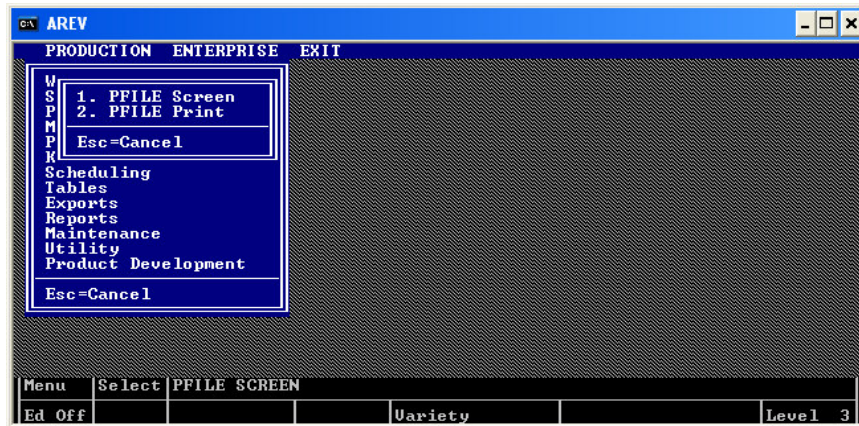 AREV
PRODUCTION ENTERPRISE EXIT
W
S 1. PFILE Screen
P 2. PFILE Print
M
P Esc=Cancel
K
Scheduling
Tables
Exports
Reports
Maintenance
Utility
Product Development
Esc=Cancel
Menu Select PFILE SCREEN
Ed Off Variety Level 3